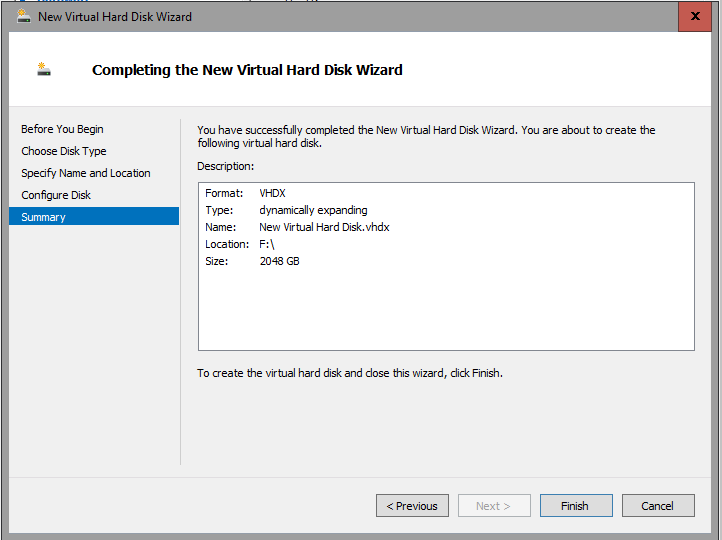 New Virtual Hard Disk Wizard
x
Completing the New Virtual Hard Disk Wizard
Before You Begin
Choose Disk Type
Specify Name and Location
Configure Disk
Summary
You have successfully completed the New Virtual Hard Disk Wizard. You are about to create the
following virtual hard disk.
Description:
Format: VHDX
Type: dynamically expanding
Name: New Virtual Hard Disk.vhdx
Location: F:\
Size: 2048 GB
To create the virtual hard disk and close this wizard, click Finish.
< Previous Next > Finish Cancel